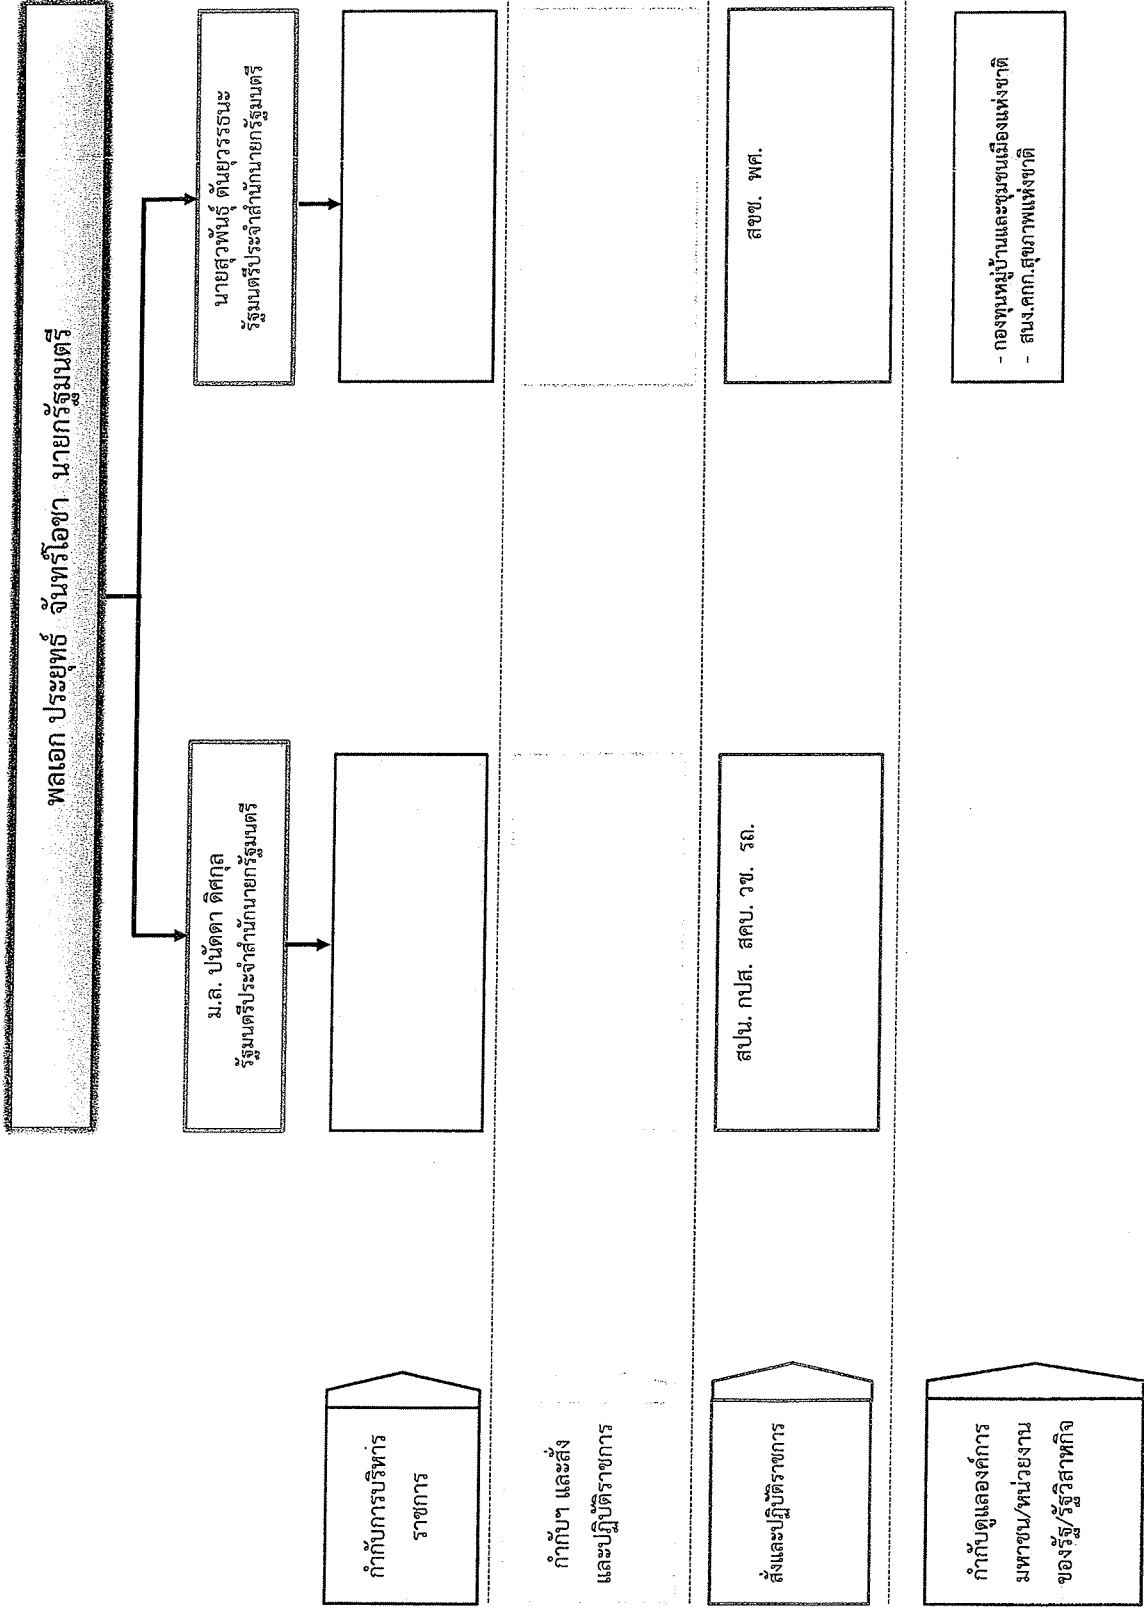 พลเอก ประยุทธ์ จันทร์โอชา นายกรัฐมนตรี
ม.ล. ปนัดดา ดิศกุล
รัฐมนตรีประจำสำนักนายกรัฐมนตรี
นายสุวพันธุ์ ตันยุวรรธนะ
รัฐมนตรีประจำสำนักนายกรัฐมนตรี
กำกับการบริหาร
ราชการ
กำกับฯ และสั่ง
และปฏิบัติราชการ
สั่งและปฏิบัติราชการ
สปน. กปส. สคบ. วช. รถ.
สขช. พศ.
กำกับดูแลองค์การ
มหาชน/หน่วยงาน
ของรัฐ/รัฐวิสาหกิจ
- กองทุนหมู่บ้านและชุมชนเมืองแห่งชาติ
- สนง.คกก.สุขภาพแห่งชาติ